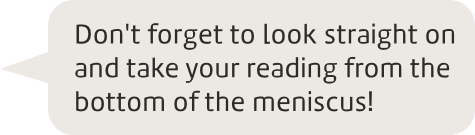 Don't forget to look straight on
and take your reading from the
bottom of the meniscus!